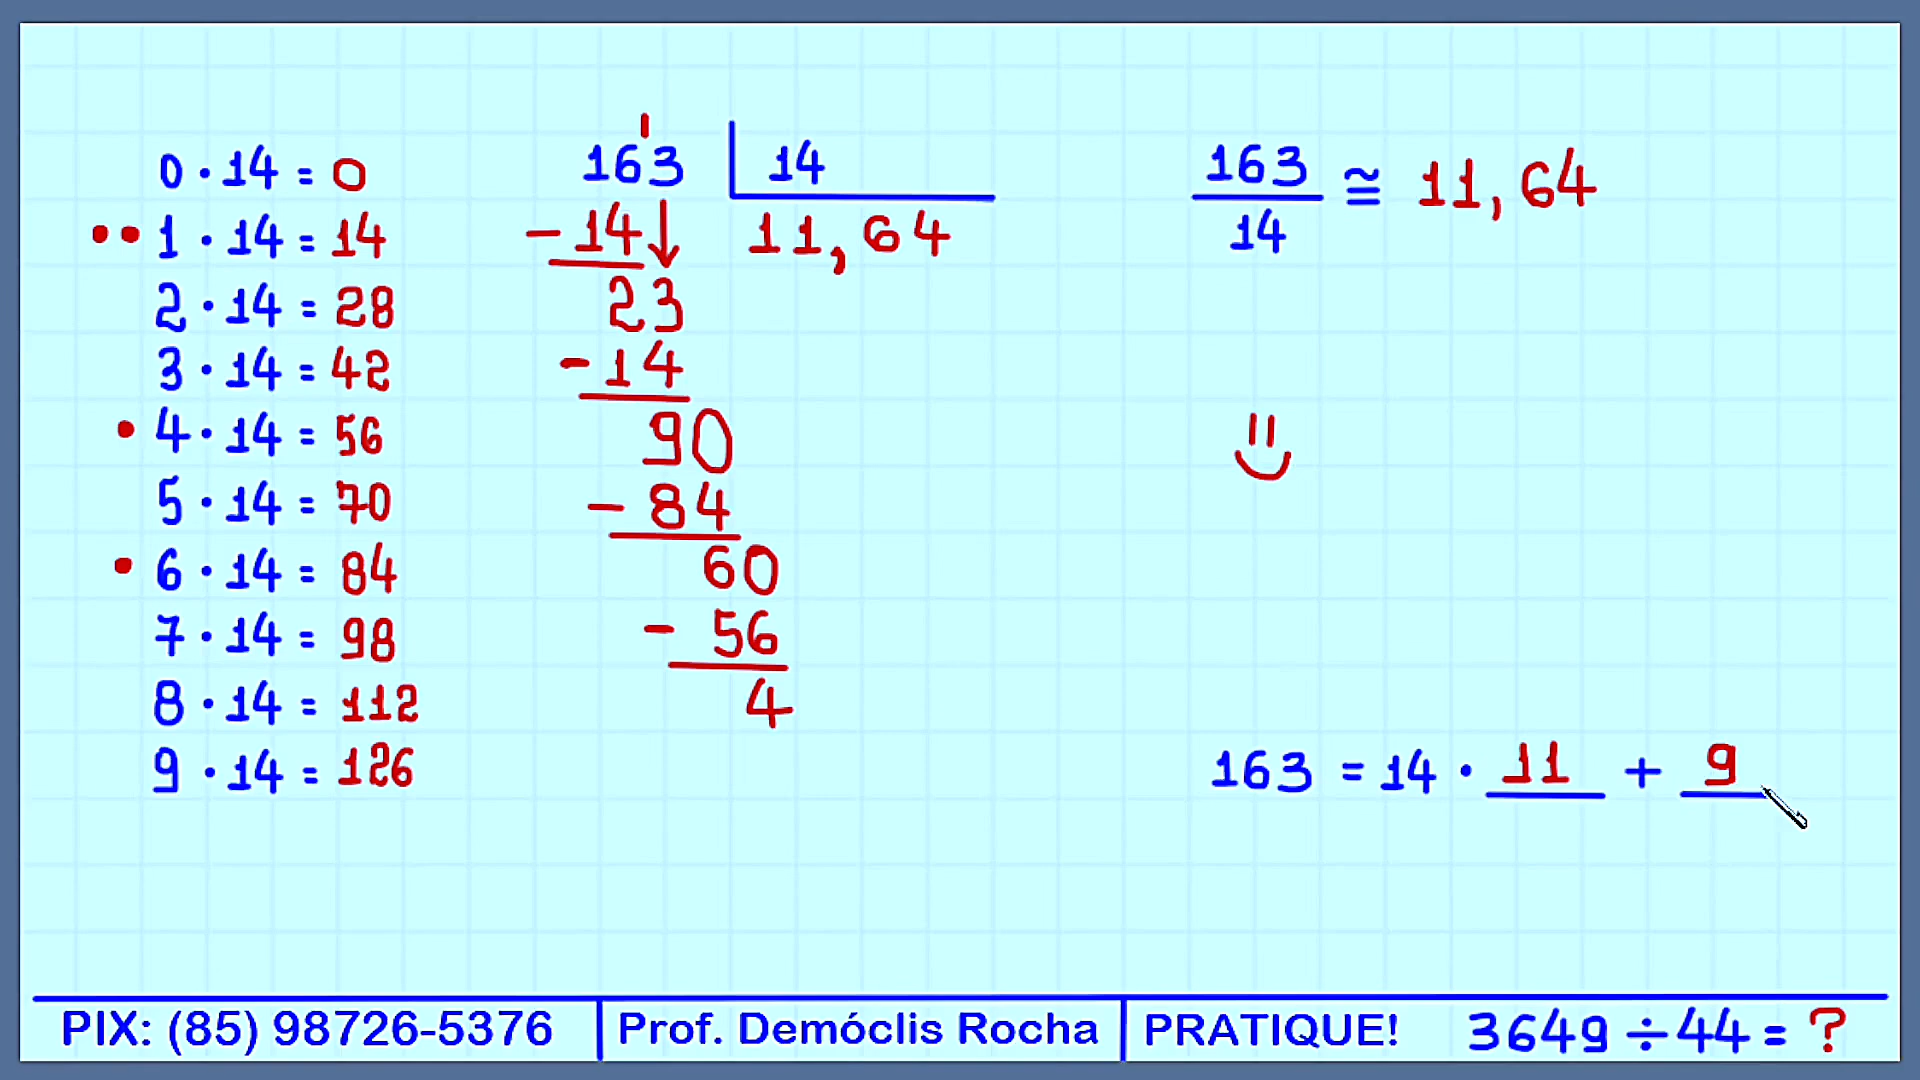 0 · 14 = 0
1 · 14 = 14
2 · 14 = 28
3 · 14 = 42
4 · 14 = 56
5 · 14 = 70
6 · 14 = 84
7 · 14 = 98
8 · 14 = 112
9 · 14 = 126
163 14
- 14 11,64
23
- 14
90
- 84
60
- 56
4
163
14
≅ 11,64
163 = 14 · 11 + 9
PIX: (85) 98726-5376
Prof. Demóclis Rocha
PRATIQUE! 3649 ÷ 44 = ?